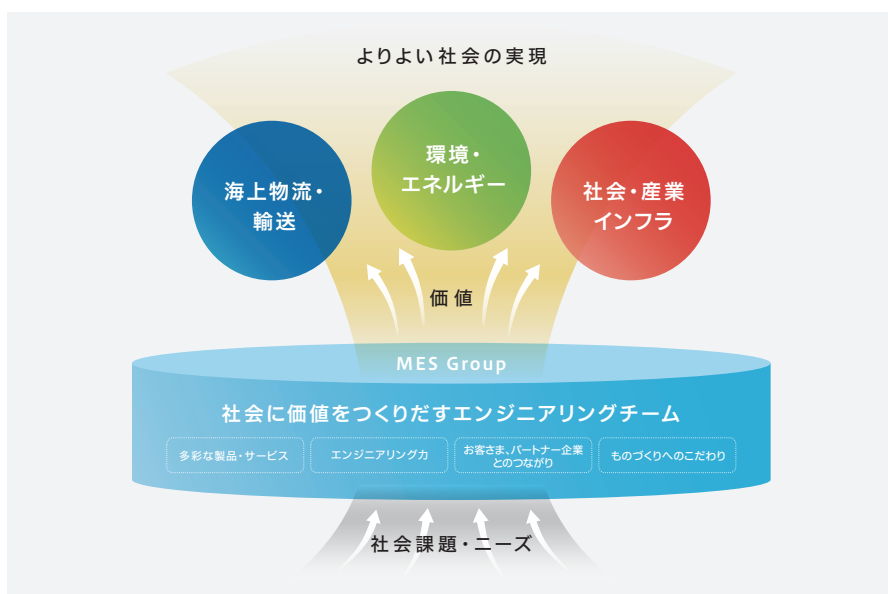 よりよい社会の実現
海上物流・
輸送
環境・
エネルギー
社会・産業
インフラ
価値
MES Group
社会に価値をつくりだすエンジニアリングチーム
多彩な製品・サービス
エンジニアリング力
お客さま、パートナー企業
とのつながり
ものづくりへのこだわり
社会課題・ニーズ